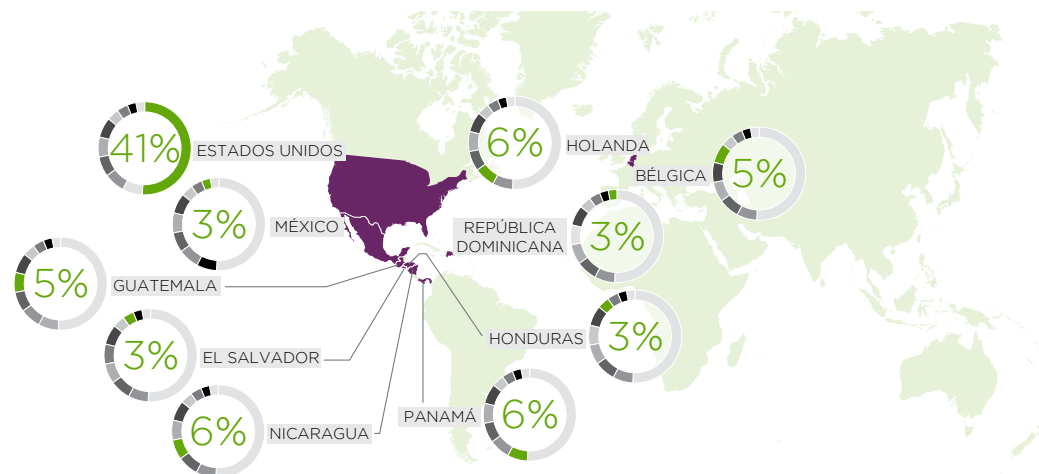 41%
ESTADOS UNIDOS
6%
HOLANDA
5%
BÉLGICA
3%
MÉXICO
3%
REPÚBLICA
DOMINICANA
5%
GUATEMALA
3%
HONDURAS
3%
EL SALVADOR
6%
NICARAGUA
6%
PANAMÁ